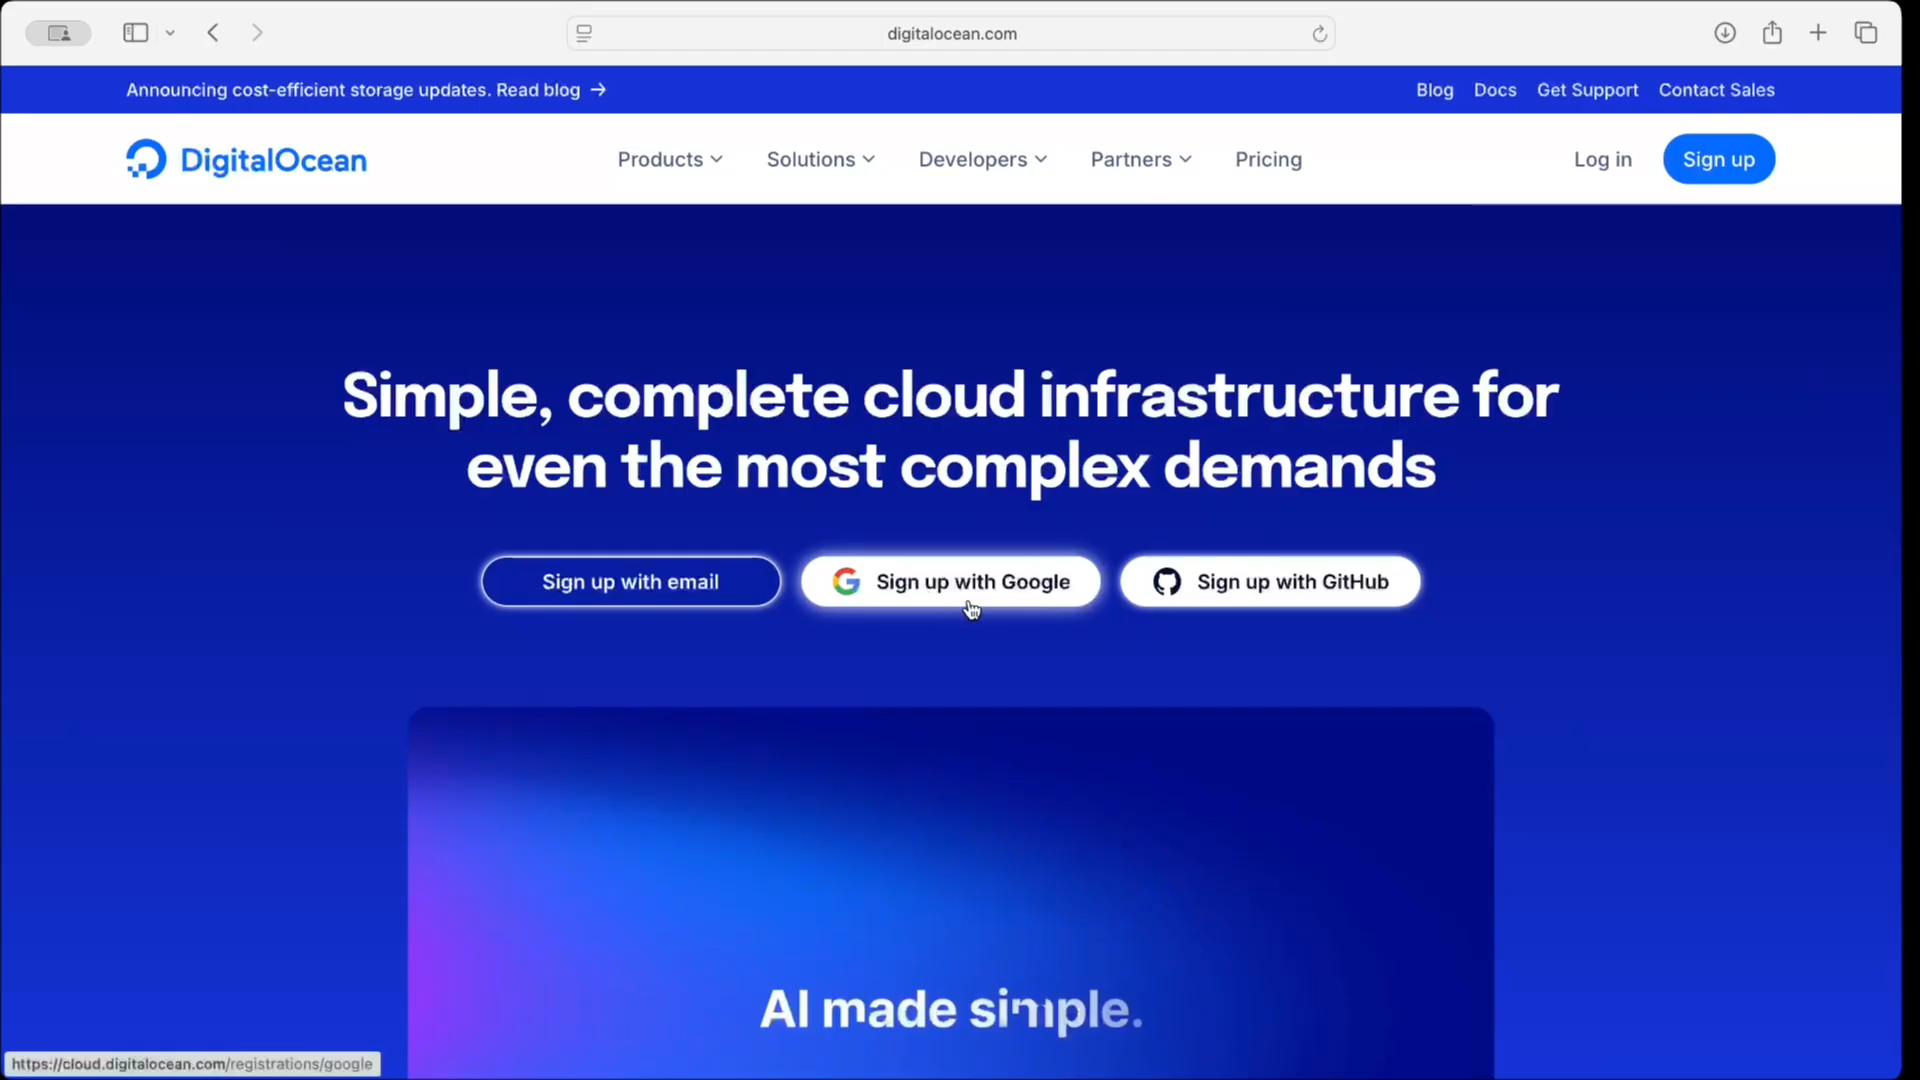 digitalocean.com
Announcing cost-efficient storage updates. Read blog →
Blog Docs Get Support Contact Sales
DigitalOcean
Products Solutions Developers Partners Pricing
Log in Sign up
Simple, complete cloud infrastructure for
even the most complex demands
Sign up with email
Sign up with Google
Sign up with GitHub
AI made simple.
https://cloud.digitalocean.com/registrations/google